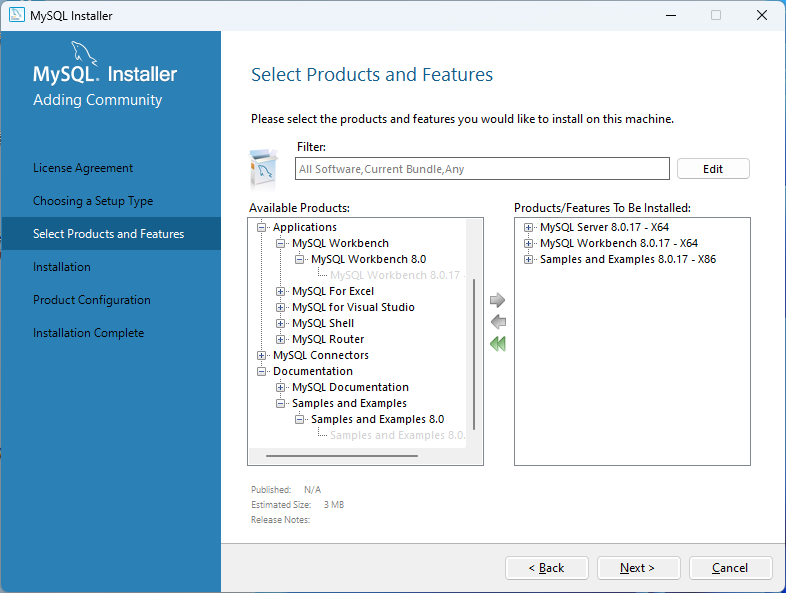 MySQL Installer
MySQL. Installer
Adding Community
License Agreement
Choosing a Setup Type
Select Products and Features
Installation
Product Configuration
Installation Complete
Select Products and Features
Please select the products and features you would like to install on this machine.
Filter:
All Software,Current Bundle,Any
Edit
Available Products:
Applications
MySQL Workbench
MySQL Workbench 8.0
MySQL Workbench 8.0.17 -
MySQL For Excel
MySQL for Visual Studio
MySQL Shell
MySQL Router
MySQL Connectors
Documentation
MySQL Documentation
Samples and Examples
Samples and Examples 8.0
Samples and Examples 8.0.
Products/Features To Be Installed:
MySQL Server 8.0.17 - X64
MySQL Workbench 8.0.17 - X64
Samples and Examples 8.0.17 - X86
Published: N/A
Estimated Size: 3 MB
Release Notes:
< Back
Next >
Cancel